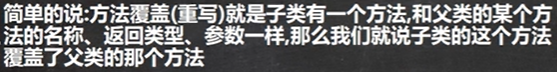 简单的说:方法覆盖(重写)就是子类有一个方法,和父类的某个方
法的名称、返回类型、参数一样,那么我们就说子类的这个方法
覆盖了父类的那个方法